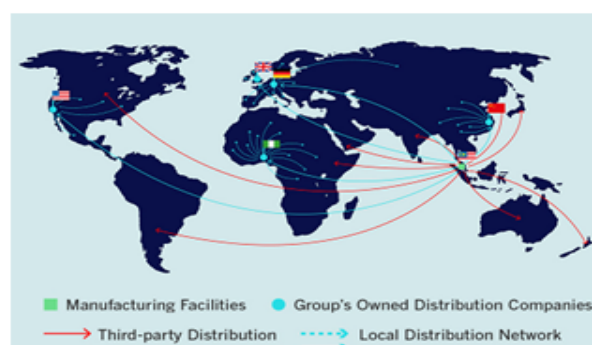 Manufacturing Facilities Group's Owned Distribution Companies
Third-party Distribution Local Distribution Network